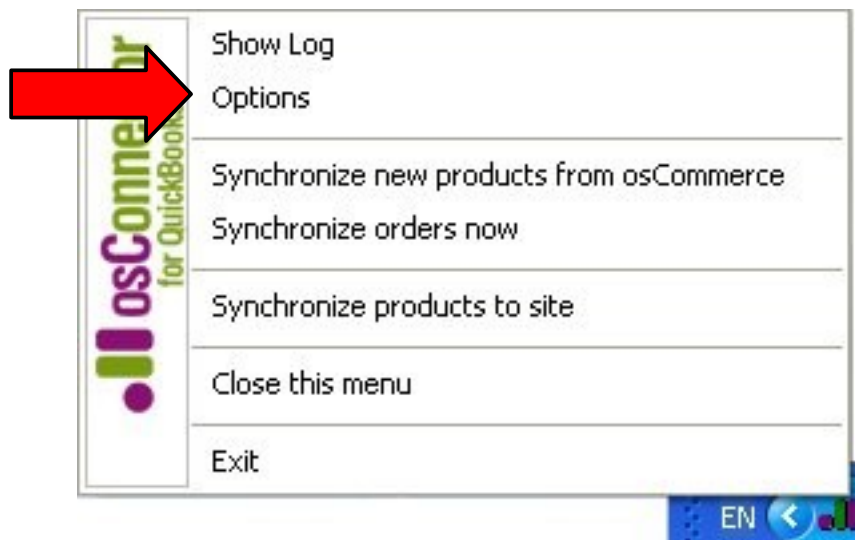 Show Log
Options
Synchronize new products from osCommerce
Synchronize orders now
Synchronize products to site
Close this menu
Exit
for QuickBooks
EN